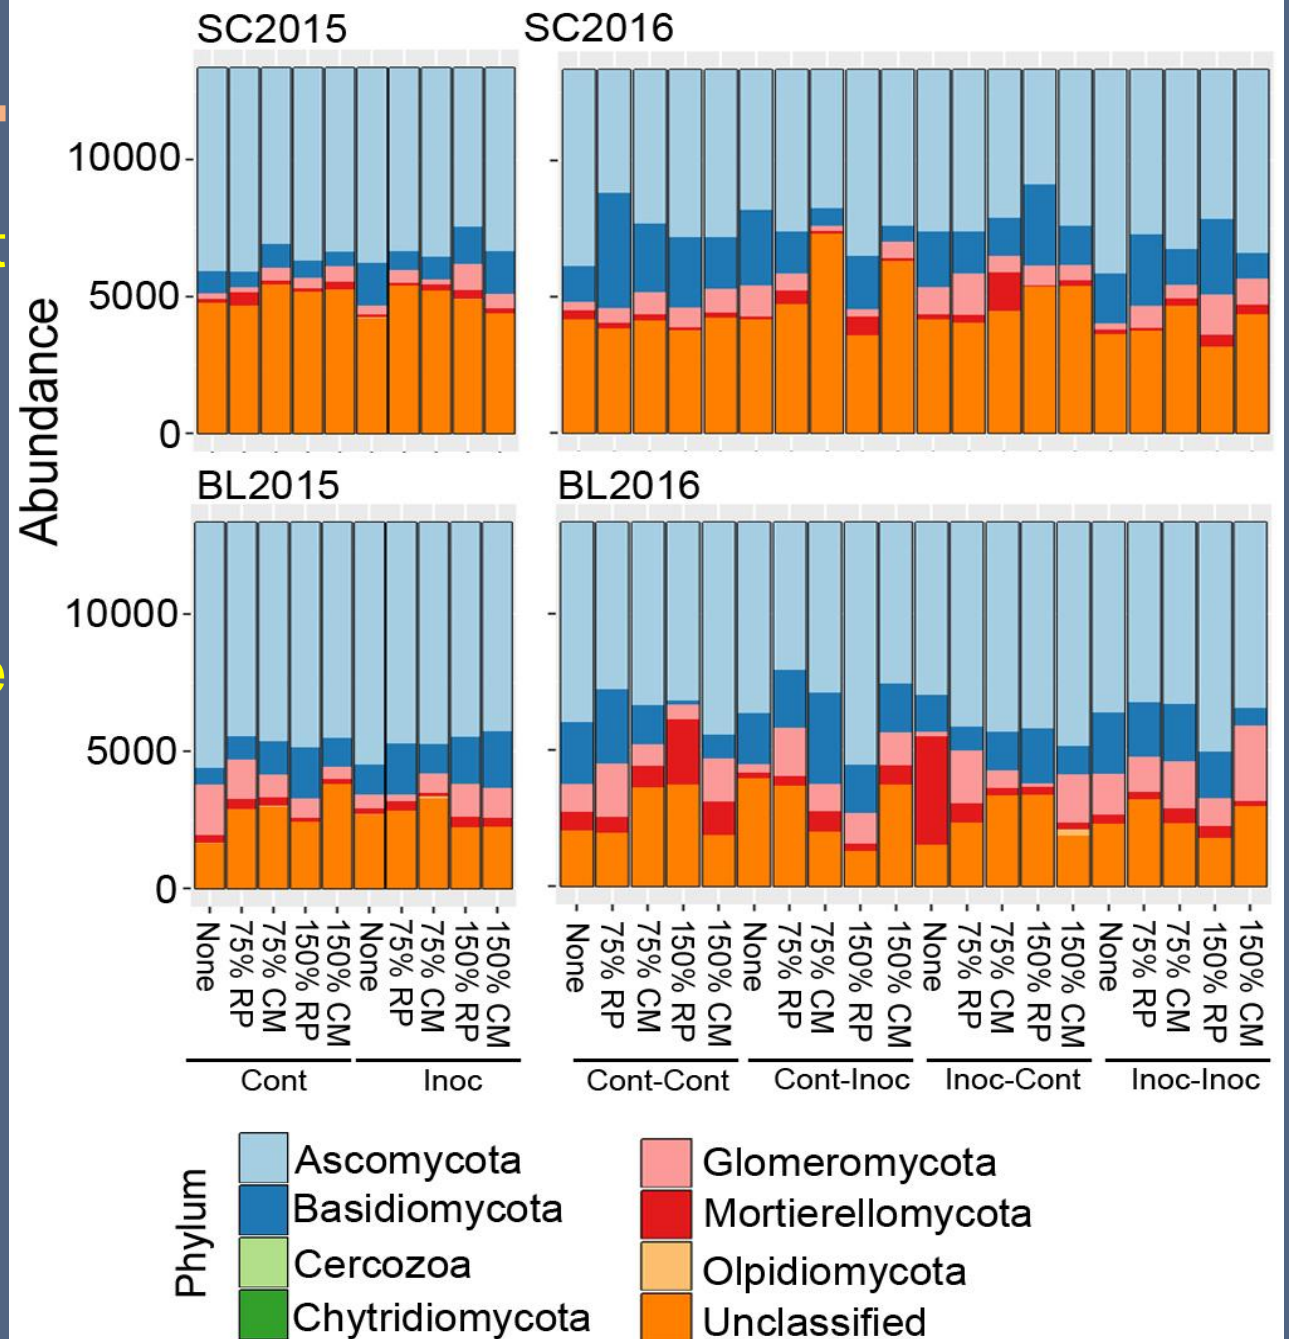 SC2015
SC2016
10000
5000
0
Abundance
BL2015
BL2016
10000
5000
0
None
75% RP
75% CM
150% RP
150% CM
None
75% RP
75% CM
150% RP
150% CM
None
75% RP
75% CM
150% RP
150% CM
None
75% RP
75% CM
150% RP
150% CM
None
75% RP
75% CM
150% RP
150% CM
None
75% RP
75% CM
150% RP
150% CM
Cont
Inoc
Cont-Cont
Cont-Inoc
Inoc-Cont
Inoc-Inoc
Phylum
Ascomycota
Basidiomycota
Cercozoa
Chytridiomycota
Glomeromycota
Mortierellomycota
Olpidiomycota
Unclassified